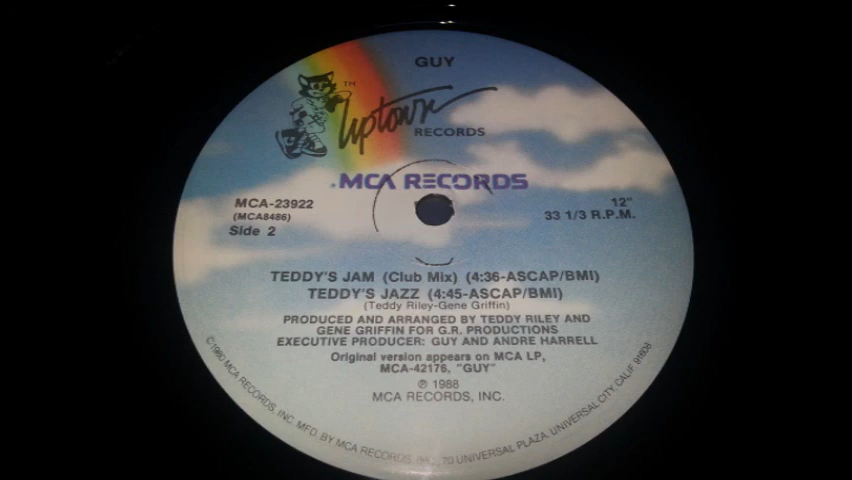 GUY
TM
Uptown
RECORDS
MCA RECORDS
MCA-23922
(MCA8486)
Side 2
12"
33 1/3 R.P.M.
TEDDY'S JAM (Club Mix) (4:36-ASCAP/BMI)
TEDDY'S JAZZ (4:45-ASCAP/BMI)
(Teddy Riley-Gene Griffin)
PRODUCED AND ARRANGED BY TEDDY RILEY AND
GENE GRIFFIN FOR G.R. PRODUCTIONS
EXECUTIVE PRODUCER: GUY AND ANDRE HARRELL
Original version appears on MCA LP,
MCA-42176, "GUY"
℗ 1988
MCA RECORDS, INC.
©1980 MCA RECORDS, INC. MFD. BY MCA RECORDS, INC., 70 UNIVERSAL PLAZA, UNIVERSAL CITY, CALIF. 91608